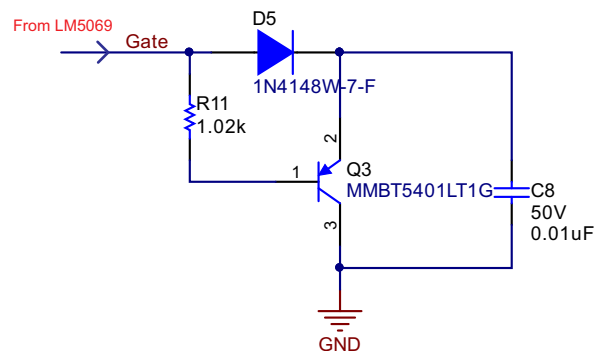 From LM5069
Gate
D5
1N4148W-7-F
R11
1.02k
2
1
Q3
MMBT5401LT1G
3
C8
50V
0.01uF
GND